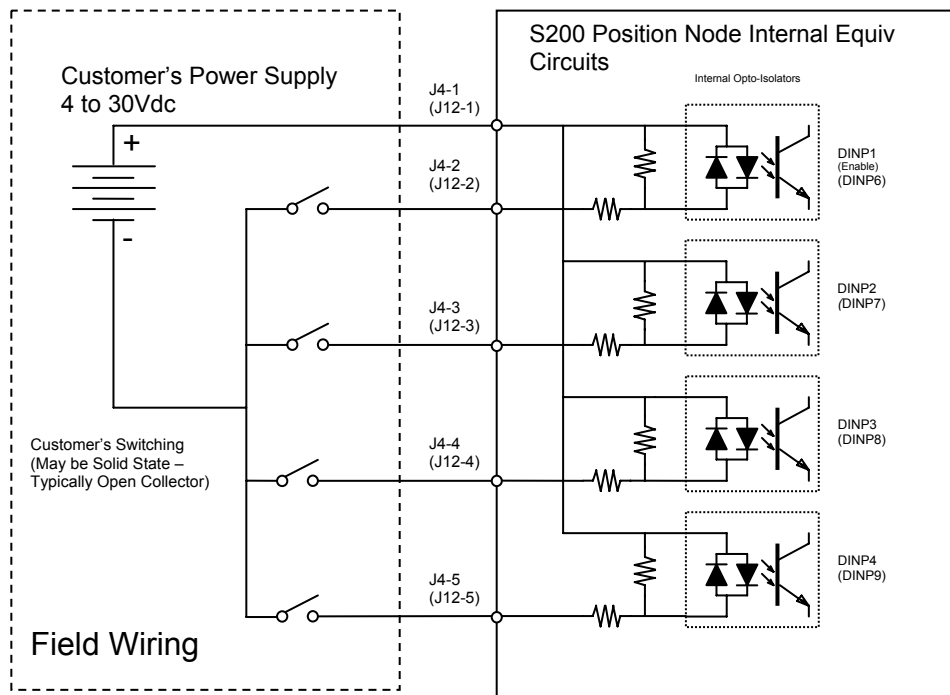 S200 Position Node Internal Equiv
Circuits
Customer's Power Supply
4 to 30Vdc
Internal Opto-Isolators
J4-1
(J12-1)
+
-
J4-2
(J12-2)
DINP1
(Enable)
(DINP6)
J4-3
(J12-3)
DINP2
(DINP7)
Customer's Switching
(May be Solid State –
Typically Open Collector)
J4-4
(J12-4)
DINP3
(DINP8)
J4-5
(J12-5)
DINP4
(DINP9)
Field Wiring